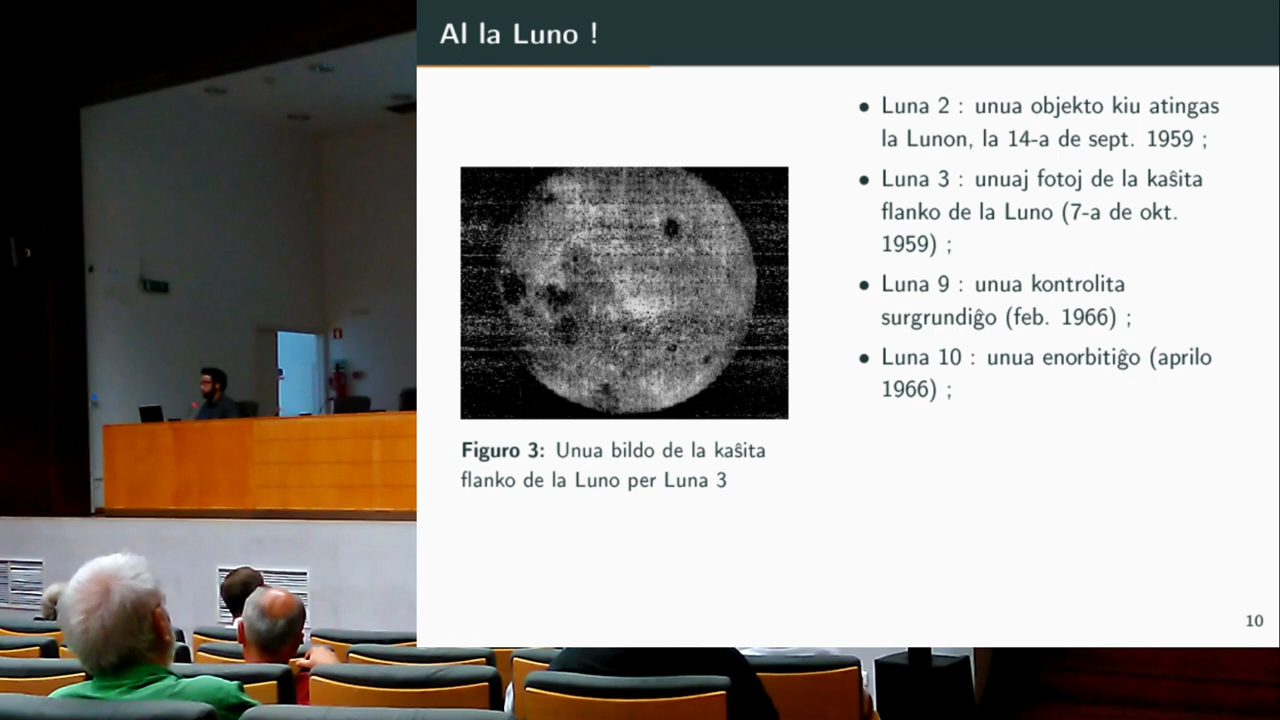 Al la Luno !
• Luna 2 : unua objekto kiu atingas
la Lunon, la 14-a de sept. 1959 ;
• Luna 3 : unuaj fotoj de la kaŝita
flanko de la Luno (7-a de okt.
1959) ;
• Luna 9 : unua kontrolita
surgrundiĝo (feb. 1966) ;
• Luna 10 : unua enorbitiĝo (aprilo
1966) ;
Figuro 3: Unua bildo de la kaŝita
flanko de la Luno per Luna 3
10